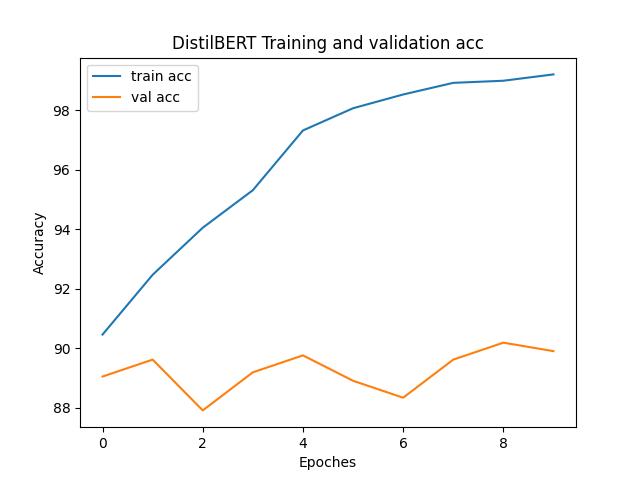 DistilBERT Training and validation acc
train acc
val acc
Accuracy
98
96
94
92
90
88
0 2 4 6 8
Epoches